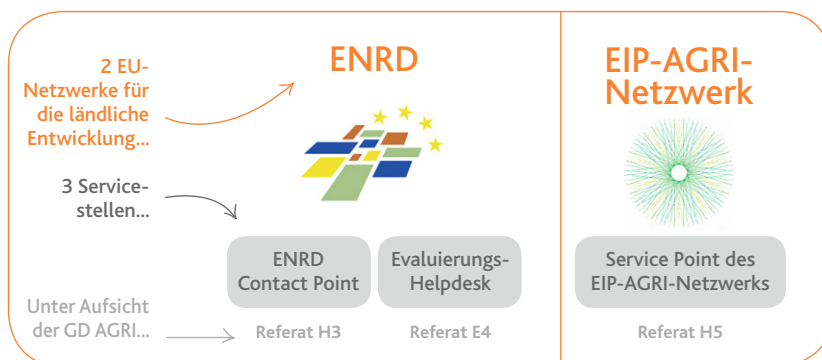 2 EU-
Netzwerke für
die ländliche
Entwicklung...
ENRD
EIP-AGRI-
Netzwerk
3 Service-
stellen...
ENRD
Contact Point
Evaluierungs-
Helpdesk
Service Point des
EIP-AGRI-Netzwerks
Unter Aufsicht
der GD AGRI...
Referat H3
Referat E4
Referat H5